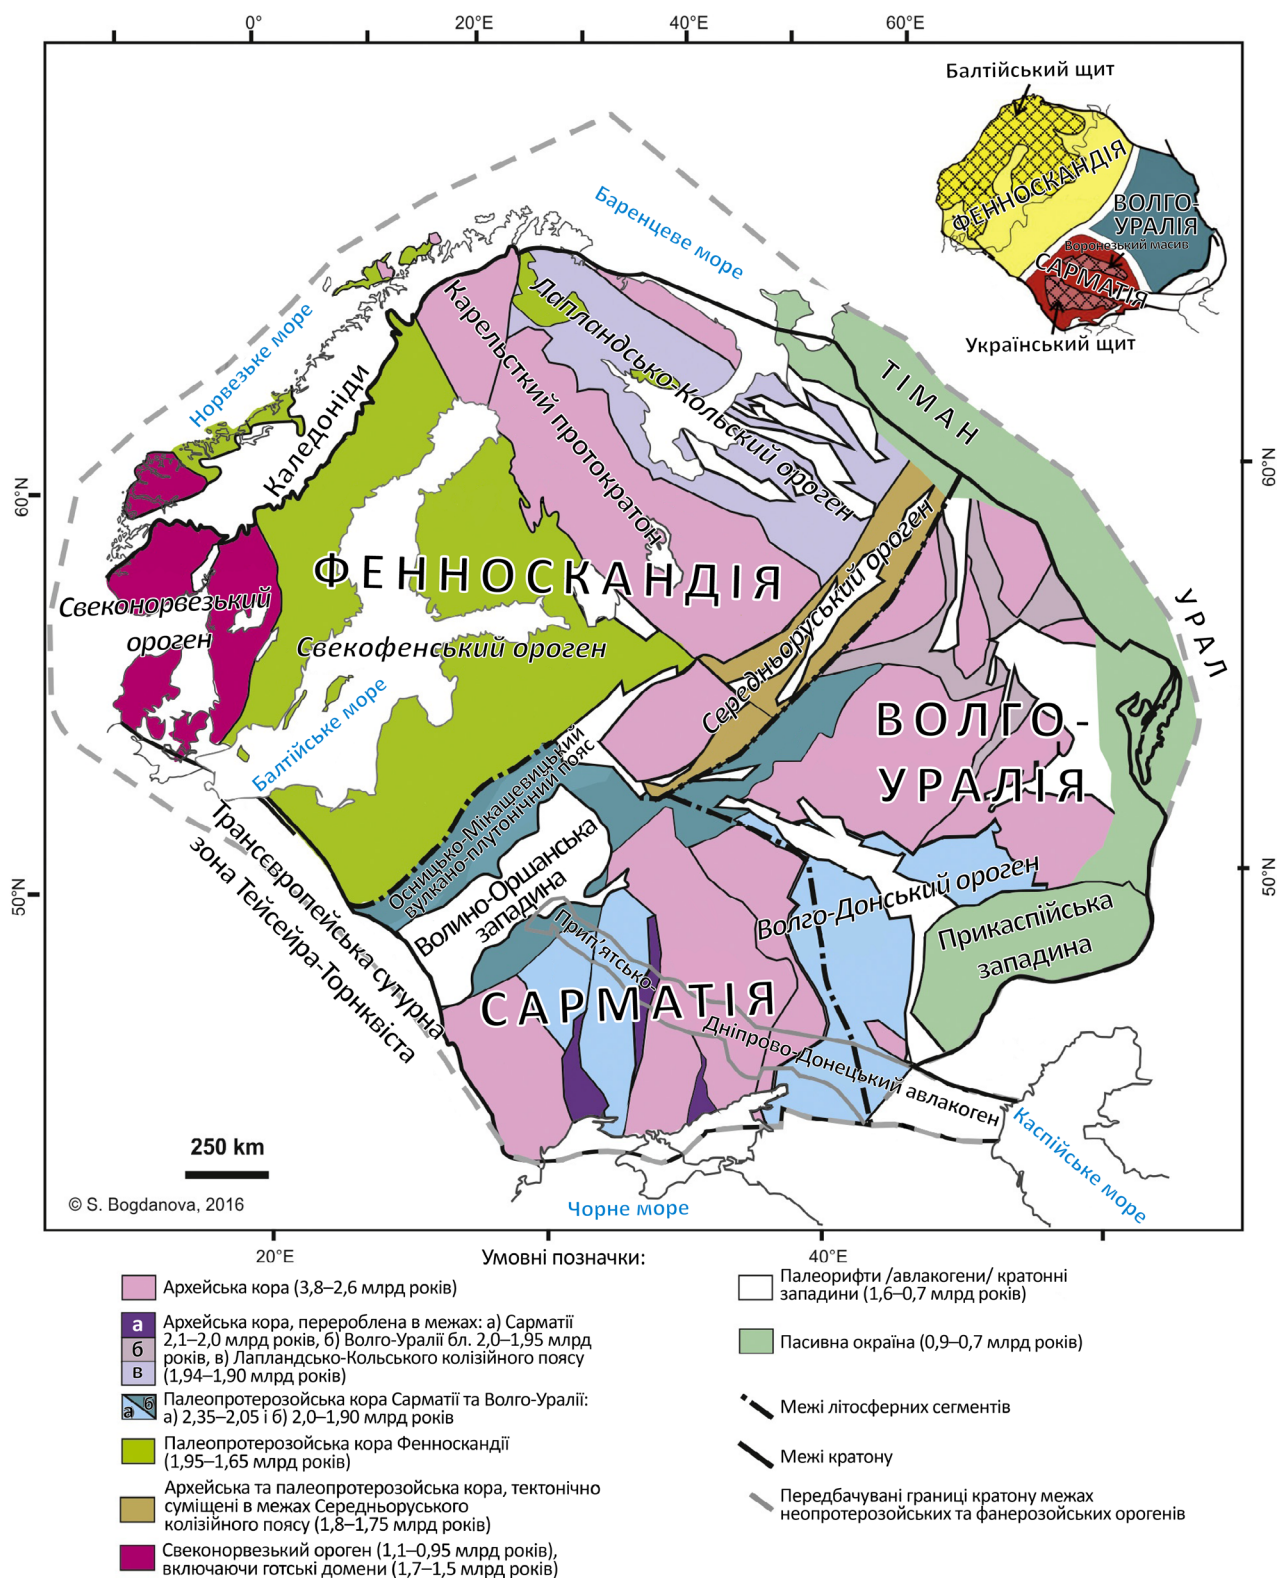 0°
20°E
40°E
60°E
Балтійський щит
ФЕННОСКАНДІЯ
ВОЛГО-
УРАЛІЯ
Воронезький масив
САРМАТІЯ
Український щит
Баренцеве море
Норвезьке море
Каледоніди
Карельсткий протократон
Лапландсько-Кольский ороген
ТІМАН
60°N
60°N
ФЕННОСКАНДІЯ
Свеконорвезький
ороген
Свекофенський ороген
Середньоруський ороген
УРАЛ
Балтійське море
ВОЛГО-
УРАЛІЯ
Осницько-Мікашевицький
вулкано-плутонічний пояс
Трансєвропейська сутурна
зона Тейсейра-Торнквіста
Волино-Оршанська
западина
Волго-Донський ороген
50°N
50°N
Прикаспійська
западина
Прип'ятсько-
Дніпрово-Донецький авлакоген
САРМАТІЯ
Каспійське море
Чорне море
250 km
© S. Bogdanova, 2016
20°E
40°E
Умовні позначки:
Архейська кора (3,8–2,6 млрд років)
а
б
в
Архейська кора, перероблена в межах: а) Сарматії
2,1–2,0 млрд років, б) Волго-Уралії бл. 2,0–1,95 млрд
років, в) Лапландсько-Кольського колізійного поясу
(1,94–1,90 млрд років)
а
б
Палеопротерозойська кора Сарматії та Волго-Уралії:
а) 2,35–2,05 і б) 2,0–1,90 млрд років
Палеопротерозойська кора Фенноскандії
(1,95–1,65 млрд років)
Архейська та палеопротерозойська кора, тектонічно
суміщені в межах Середньоруського
колізійного поясу (1,8–1,75 млрд років)
Свеконорвезький ороген (1,1–0,95 млрд років),
включаючи готські домени (1,7–1,5 млрд років)
Палеорифти /авлакогени/ кратонні
западини (1,6–0,7 млрд років)
Пасивна окраїна (0,9–0,7 млрд років)
Межі літосферних сегментів
Межі кратону
Передбачувані границі кратону межах
неопротерозойських та фанерозойських орогенів